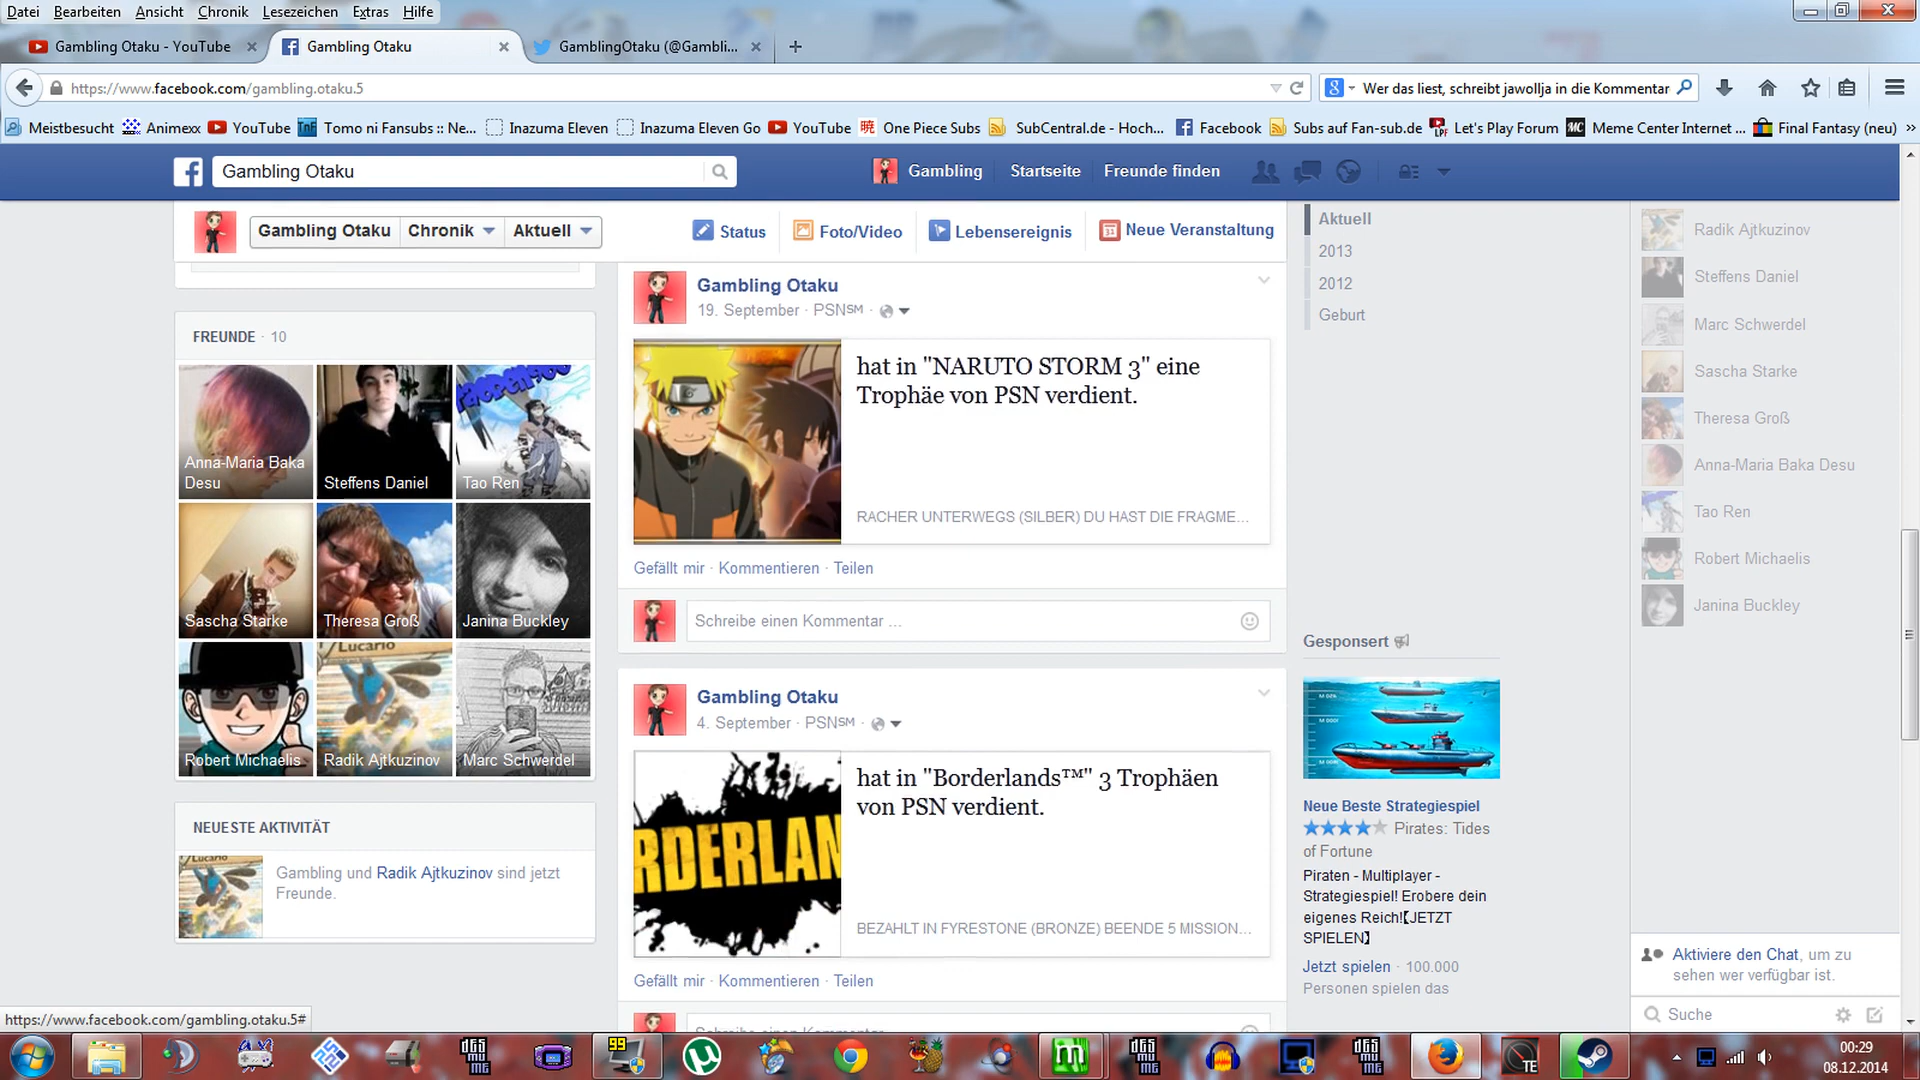 Datei Bearbeiten Ansicht Chronik Lesezeichen Extras Hilfe
Gambling Otaku - YouTube
Gambling Otaku
GamblingOtaku (@Gambli...
https://www.facebook.com/gambling.otaku.5
Wer das liest, schreibt jawollja in die Kommentar
Meistbesucht Animexx YouTube Tomo ni Fansubs :: Ne... Inazuma Eleven Inazuma Eleven Go YouTube One Piece Subs SubCentral.de - Hoch... Facebook Subs auf Fan-sub.de Let's Play Forum Meme Center Internet ... Final Fantasy (neu) »
Gambling Otaku
Gambling Startseite Freunde finden
Gambling Otaku Chronik Aktuell
Status Foto/Video Lebensereignis Neue Veranstaltung
FREUNDE · 10
Anna-Maria Baka
Desu
Steffens Daniel
Tao Ren
Sascha Starke
Theresa Groß
Janina Buckley
Lucario
Robert Michaelis
Radik Ajtkuzinov
Marc Schwerdel
NEUESTE AKTIVITÄT
Lucario
Gambling und Radik Ajtkuzinov sind jetzt
Freunde.
Gambling Otaku
19. September · PSN℠ ·
hat in "NARUTO STORM 3" eine
Trophäe von PSN verdient.
RACHER UNTERWEGS (SILBER) DU HAST DIE FRAGME...
Gefällt mir · Kommentieren · Teilen
Schreibe einen Kommentar ...
Gambling Otaku
4. September · PSN℠ ·
RDERLAN
hat in "Borderlands™" 3 Trophäen
von PSN verdient.
BEZAHLT IN FYRESTONE (BRONZE) BEENDE 5 MISSION...
Gefällt mir · Kommentieren · Teilen
Schreibe einen Kommentar
Aktuell
2013
2012
Geburt
Gesponsert
Neue Beste Strategiespiel
Pirates: Tides
of Fortune
Piraten - Multiplayer -
Strategiespiel! Erobere dein
eigenes Reich!【JETZT
SPIELEN】
Jetzt spielen · 100.000
Personen spielen das
Radik Ajtkuzinov
Steffens Daniel
Marc Schwerdel
Sascha Starke
Theresa Groß
Anna-Maria Baka Desu
Tao Ren
Robert Michaelis
Janina Buckley
Aktiviere den Chat, um zu
sehen wer verfügbar ist.
Suche
https://www.facebook.com/gambling.otaku.5#
99
TE
00:29
08.12.2014